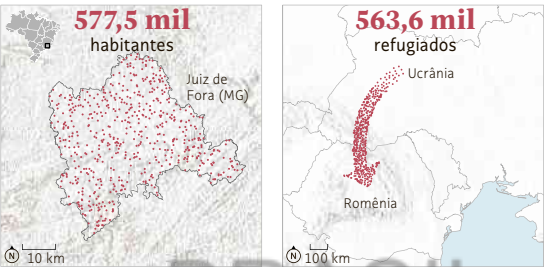 577,5 mil
habitantes
Juiz de
Fora (MG)
N
10 km
563,6 mil
refugiados
Ucrânia
Romênia
N
100 km